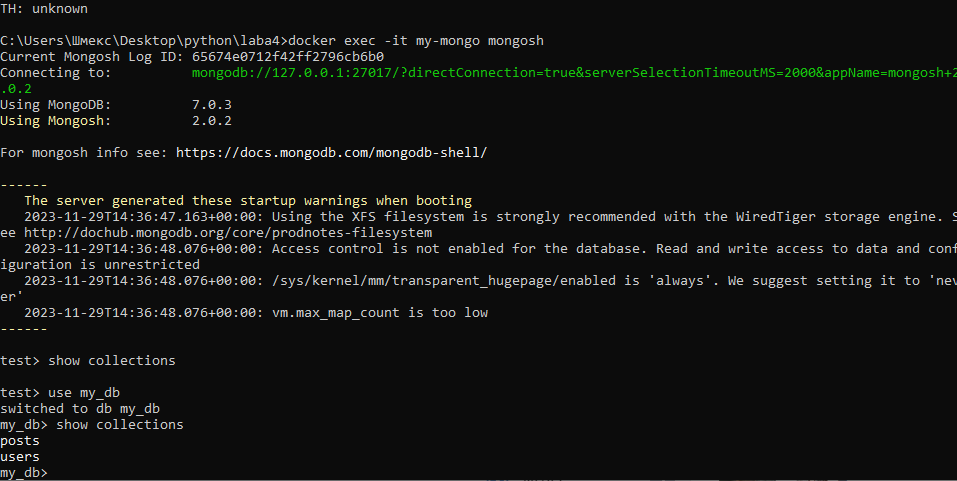 TH: unknown
C:\Users\Шмекс\Desktop\python\laba4>docker exec -it my-mongo mongosh
Current Mongosh Log ID: 65674e0712f42ff2796cb6b0
Connecting to:          mongodb://127.0.0.1:27017/?directConnection=true&serverSelectionTimeoutMS=2000&appName=mongosh+2
.0.2
Using MongoDB:          7.0.3
Using Mongosh:          2.0.2
For mongosh info see: https://docs.mongodb.com/mongodb-shell/
------
   The server generated these startup warnings when booting
   2023-11-29T14:36:47.163+00:00: Using the XFS filesystem is strongly recommended with the WiredTiger storage engine. S
ee http://dochub.mongodb.org/core/prodnotes-filesystem
   2023-11-29T14:36:48.076+00:00: Access control is not enabled for the database. Read and write access to data and conf
iguration is unrestricted
   2023-11-29T14:36:48.076+00:00: /sys/kernel/mm/transparent_hugepage/enabled is 'always'. We suggest setting it to 'nev
er'
   2023-11-29T14:36:48.076+00:00: vm.max_map_count is too low
------
test> show collections
test> use my_db
switched to db my_db
my_db> show collections
posts
users
my_db>